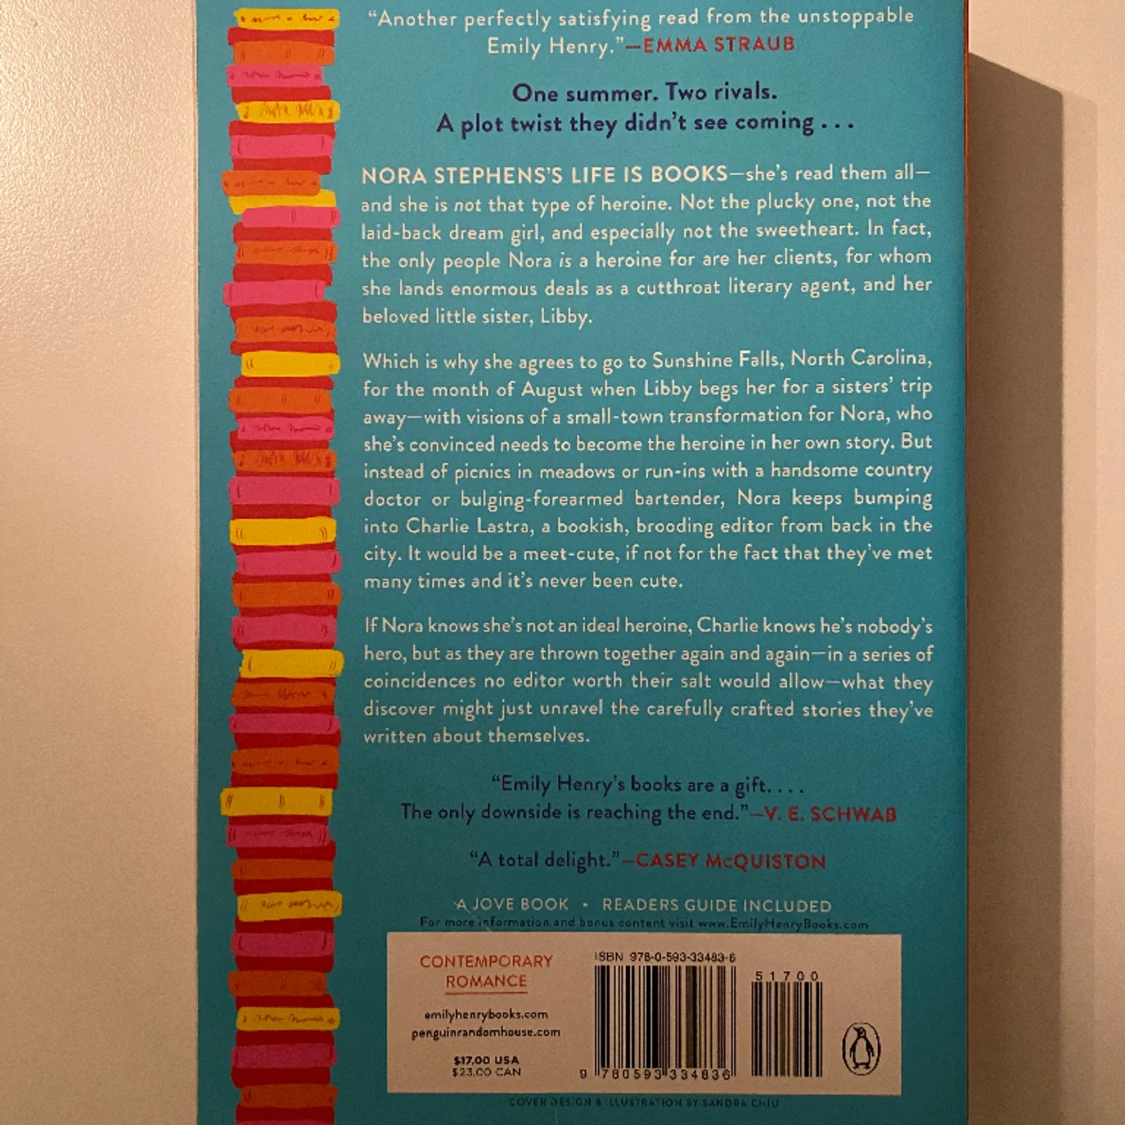 “Another perfectly satisfying read from the unstoppable
Emily Henry.”—EMMA STRAUB
One summer. Two rivals.
A plot twist they didn’t see coming . . .
NORA STEPHENS’S LIFE IS BOOKS—she’s read them all—
and she is not that type of heroine. Not the plucky one, not the
laid-back dream girl, and especially not the sweetheart. In fact,
the only people Nora is a heroine for are her clients, for whom
she lands enormous deals as a cutthroat literary agent, and her
beloved little sister, Libby.
Which is why she agrees to go to Sunshine Falls, North Carolina,
for the month of August when Libby begs her for a sisters’ trip
away—with visions of a small-town transformation for Nora, who
she’s convinced needs to become the heroine in her own story. But
instead of picnics in meadows or run-ins with a handsome country
doctor or bulging-forearmed bartender, Nora keeps bumping
into Charlie Lastra, a bookish, brooding editor from back in the
city. It would be a meet-cute, if not for the fact that they’ve met
many times and it’s never been cute.
If Nora knows she’s not an ideal heroine, Charlie knows he’s nobody’s
hero, but as they are thrown together again and again—in a series of
coincidences no editor worth their salt would allow—what they
discover might just unravel the carefully crafted stories they’ve
written about themselves.
“Emily Henry’s books are a gift. . . .
The only downside is reaching the end.”—V. E. SCHWAB
“A total delight.”—CASEY McQUISTON
A JOVE BOOK • READERS GUIDE INCLUDED
For more information and bonus content visit www.EmilyHenryBooks.com
CONTEMPORARY
ROMANCE
emilyhenrybooks.com
penguinrandomhouse.com
$17.00 USA
$23.00 CAN
ISBN 978-0-593-33483-6
51700
9 780593 334836
COVER DESIGN & ILLUSTRATION BY SANDRA CHIU